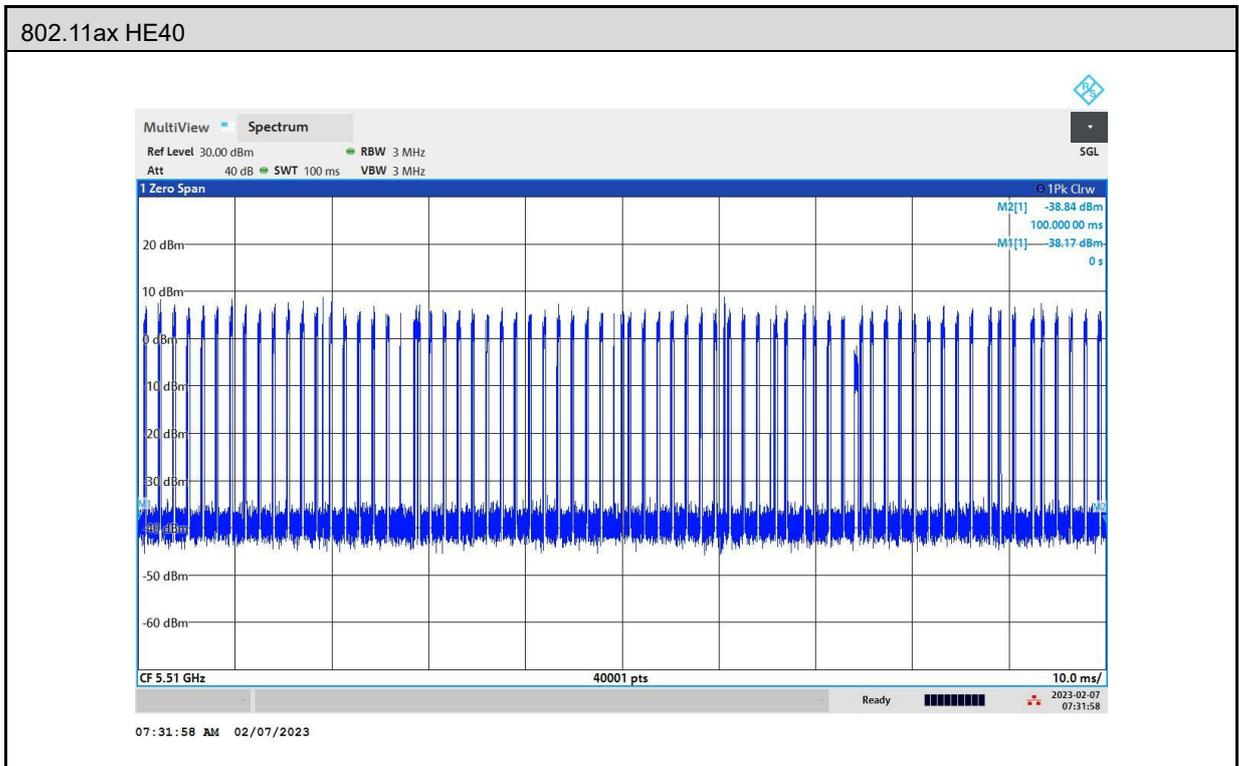 802.11ax HE40
MultiView Spectrum
Ref Level 30.00 dBm RBW 3 MHz
SGL
Att 40 dB SWT 100 ms VBW 3 MHz
1 Zero Span 1Pk Clrw
M2[1] -38.84 dBm
100.000 00 ms
M1[1] -38.17 dBm
0 s
20 dBm
10 dBm
0 dBm
-10 dBm
-20 dBm
-30 dBm
M1
M2
-40 dBm
-50 dBm
-60 dBm
CF 5.51 GHz 40001 pts 10.0 ms/
Ready 2023-02-07
07:31:58
07:31:58 AM 02/07/2023